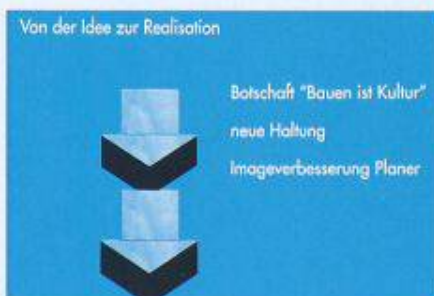 Von der Idee zur Realisation
Botschaft "Bauen ist Kultur"
neue Haltung
Imageverbesserung Planer